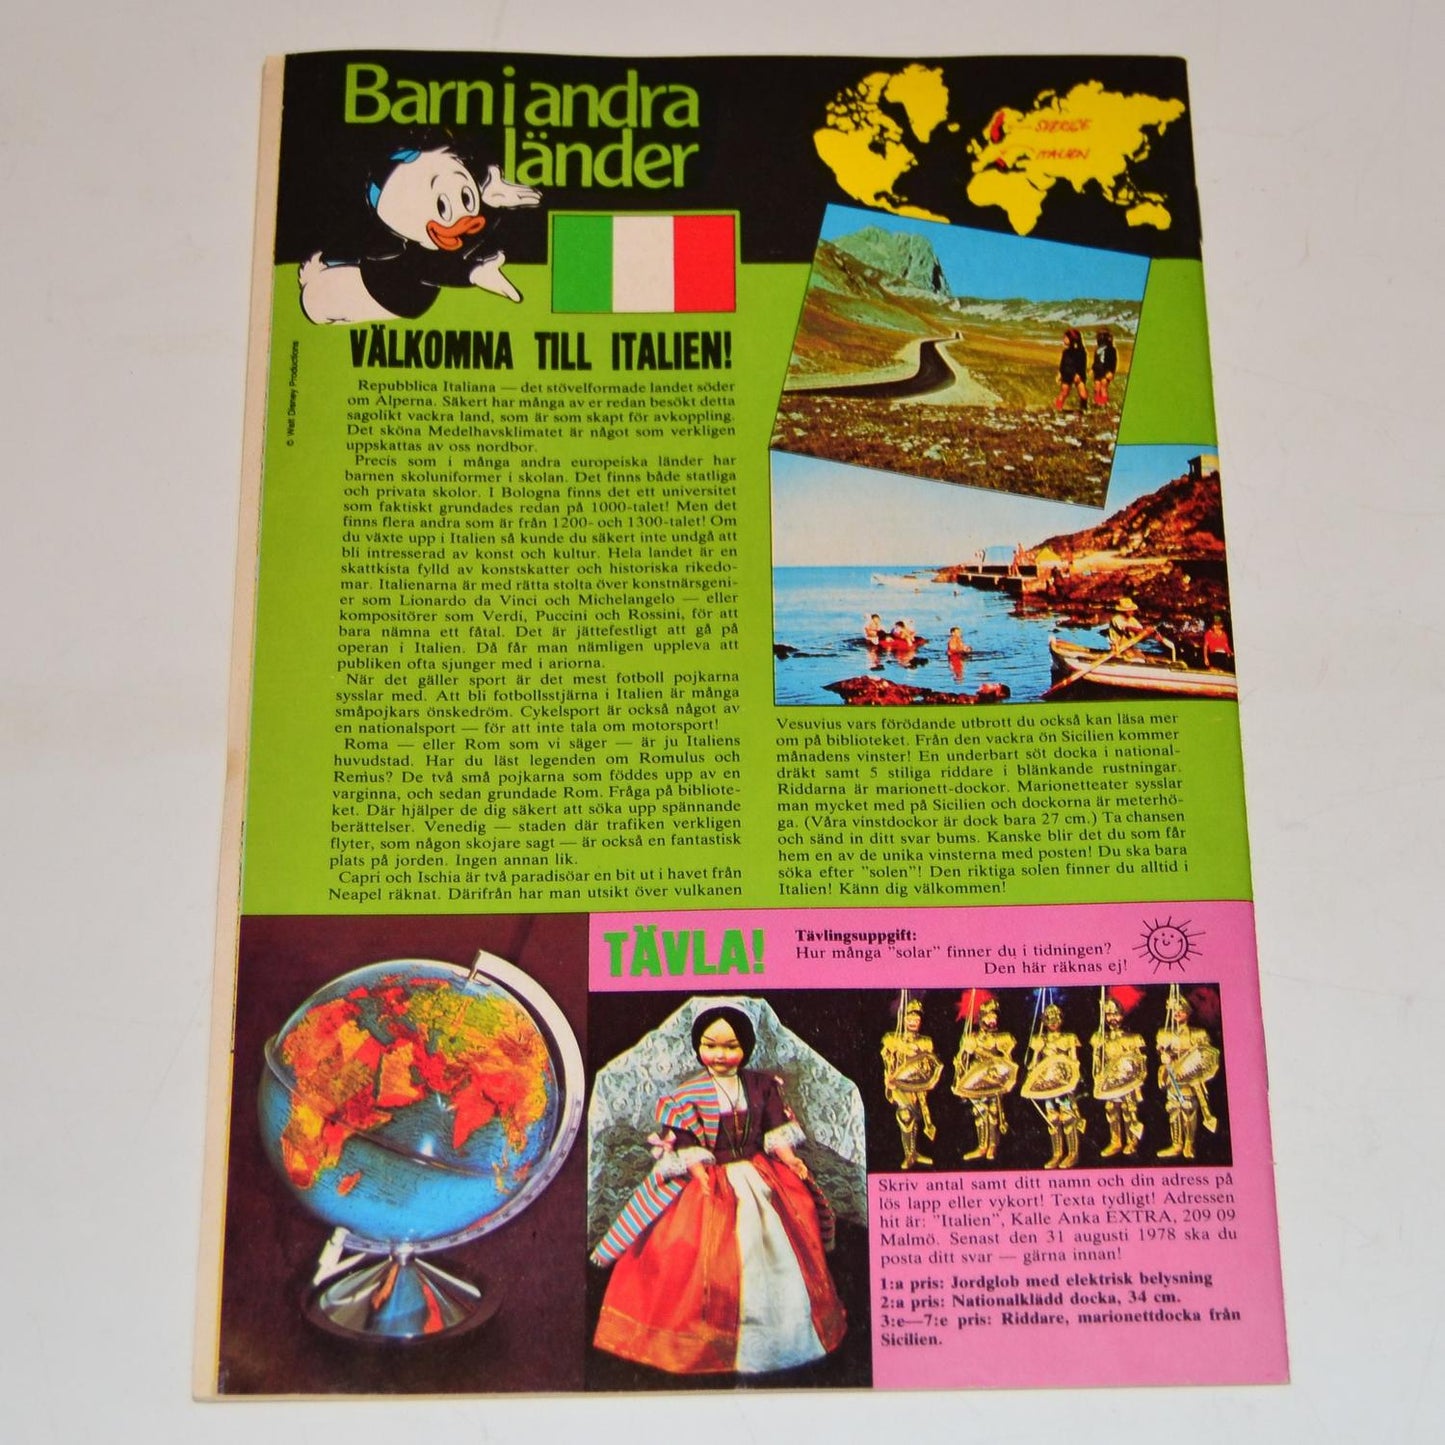 Barn i andra
länder
SVERIGE
ITALIEN
© Walt Disney Productions
VÄLKOMNA TILL ITALIEN!
Repubblica Italiana — det stövelformade landet söder
om Alperna. Säkert har många av er redan besökt detta
sagolikt vackra land, som är som skapt för avkoppling.
Det sköna Medelhavsklimatet är något som verkligen
uppskattas av oss nordbor.
Precis som i många andra europeiska länder har
barnen skoluniformer i skolan. Det finns både statliga
och privata skolor. I Bologna finns det ett universitet
som faktiskt grundades redan på 1000-talet! Men det
finns flera andra som är från 1200- och 1300-talet! Om
du växte upp i Italien så kunde du säkert inte undgå att
bli intresserad av konst och kultur. Hela landet är en
skattkista fylld av konstskatter och historiska rikedo-
mar. Italienarna är med rätta stolta över konstnärsgeni-
er som Lionardo da Vinci och Michelangelo — eller
kompositörer som Verdi, Puccini och Rossini, för att
bara nämna ett fåtal. Det är jättefestligt att gå på
operan i Italien. Då får man nämligen uppleva att
publiken ofta sjunger med i ariorna.
När det gäller sport är det mest fotboll pojkarna
sysslar med. Att bli fotbollsstjärna i Italien är många
småpojkars önskedröm. Cykelsport är också något av
en nationalsport — för att inte tala om motorsport!
Roma — eller Rom som vi säger — är ju Italiens
huvudstad. Har du läst legenden om Romulus och
Remus? De två små pojkarna som föddes upp av en
varginna, och sedan grundade Rom. Fråga på bibliote-
ket. Där hjälper de dig säkert att söka upp spännande
berättelser. Venedig — staden där trafiken verkligen
flyter, som någon skojare sagt — är också en fantastisk
plats på jorden. Ingen annan lik.
Capri och Ischia är två paradisöar en bit ut i havet från
Neapel räknat. Därifrån har man utsikt över vulkanen
Vesuvius vars förödande utbrott du också kan läsa mer
om på biblioteket. Från den vackra ön Sicilien kommer
månadens vinster! En underbart söt docka i national-
dräkt samt 5 stiliga riddare i blänkande rustningar.
Riddarna är marionett-dockor. Marionetteater sysslar
man mycket med på Sicilien och dockorna är meterhö-
ga. (Våra vinstdockor är dock bara 27 cm.) Ta chansen
och sänd in ditt svar bums. Kanske blir det du som får
hem en av de unika vinsterna med posten! Du ska bara
söka efter "solen"! Den riktiga solen finner du alltid i
Italien! Känn dig välkommen!
TÄVLA!
Tävlingsuppgift:
Hur många "solar" finner du i tidningen?
Den här räknas ej!
Skriv antal samt ditt namn och din adress på
lös lapp eller vykort! Texta tydligt! Adressen
hit är: "Italien", Kalle Anka EXTRA, 209 09
Malmö. Senast den 31 augusti 1978 ska du
posta ditt svar — gärna innan!
1:a pris: Jordglob med elektrisk belysning
2:a pris: Nationalklädd docka, 34 cm.
3:e—7:e pris: Riddare, marionettdocka från
Sicilien.